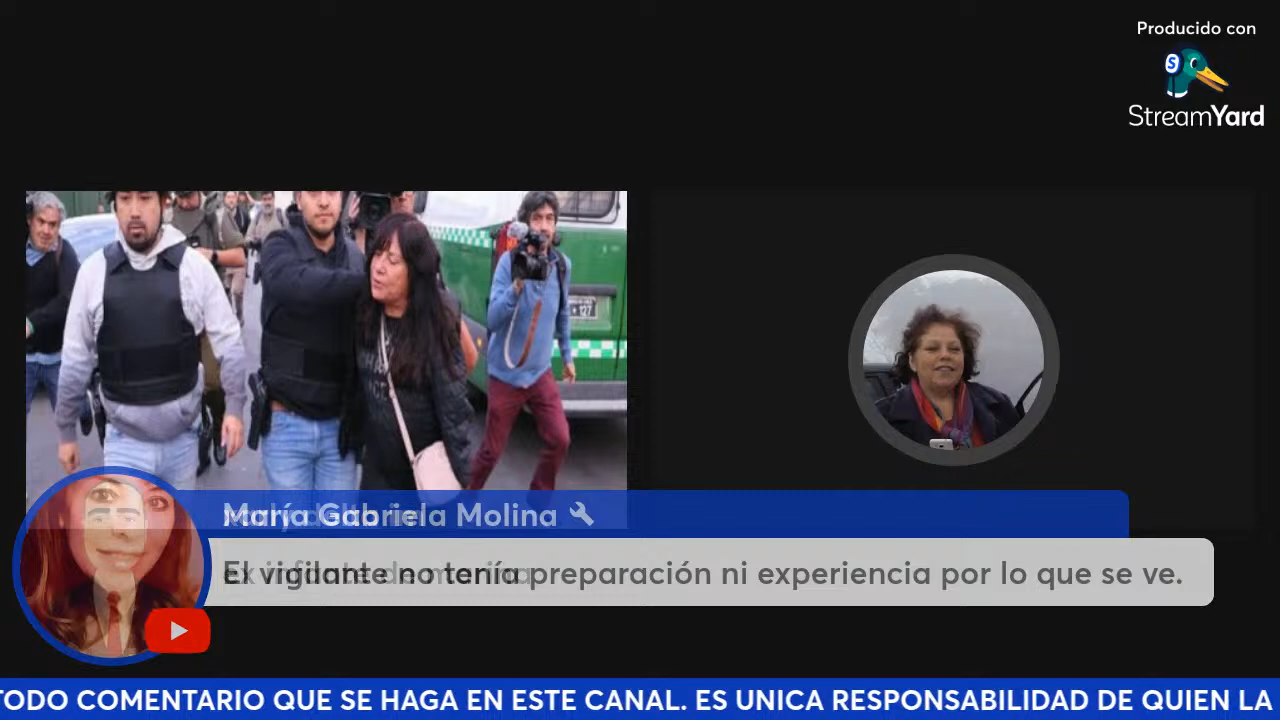 Producido con
StreamYard
127
María Gabriela Molina
El vigilante no tenía preparación ni experiencia por lo que se ve.
TODO COMENTARIO QUE SE HAGA EN ESTE CANAL. ES UNICA RESPONSABILIDAD DE QUIEN LA